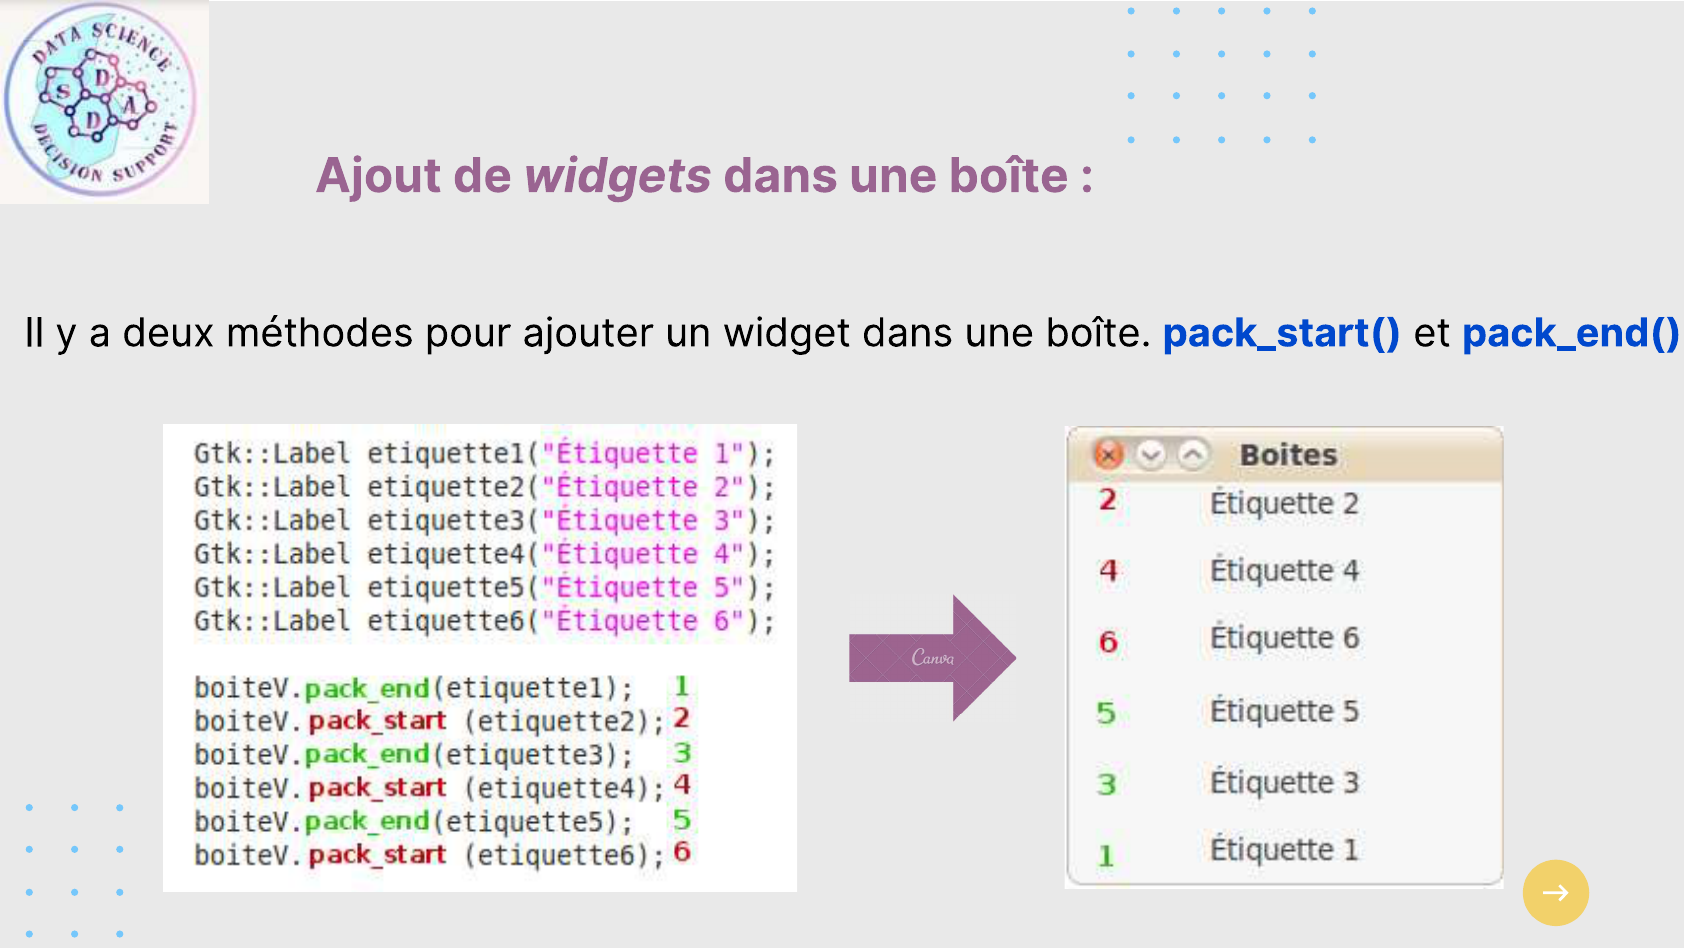 DATA SCIENCE
S D D A
DECISION SUPPORT
Ajout de widgets dans une boîte :
Il y a deux méthodes pour ajouter un widget dans une boîte. pack_start() et pack_end()
Gtk::Label etiquette1("Étiquette 1");
Gtk::Label etiquette2("Étiquette 2");
Gtk::Label etiquette3("Étiquette 3");
Gtk::Label etiquette4("Étiquette 4");
Gtk::Label etiquette5("Étiquette 5");
Gtk::Label etiquette6("Étiquette 6");
boiteV.pack_end(etiquette1); 1
boiteV.pack_start (etiquette2); 2
boiteV.pack_end(etiquette3); 3
boiteV.pack_start (etiquette4); 4
boiteV.pack_end(etiquette5); 5
boiteV.pack_start (etiquette6); 6
Canva
Boites
2 Étiquette 2
4 Étiquette 4
6 Étiquette 6
5 Étiquette 5
3 Étiquette 3
1 Étiquette 1